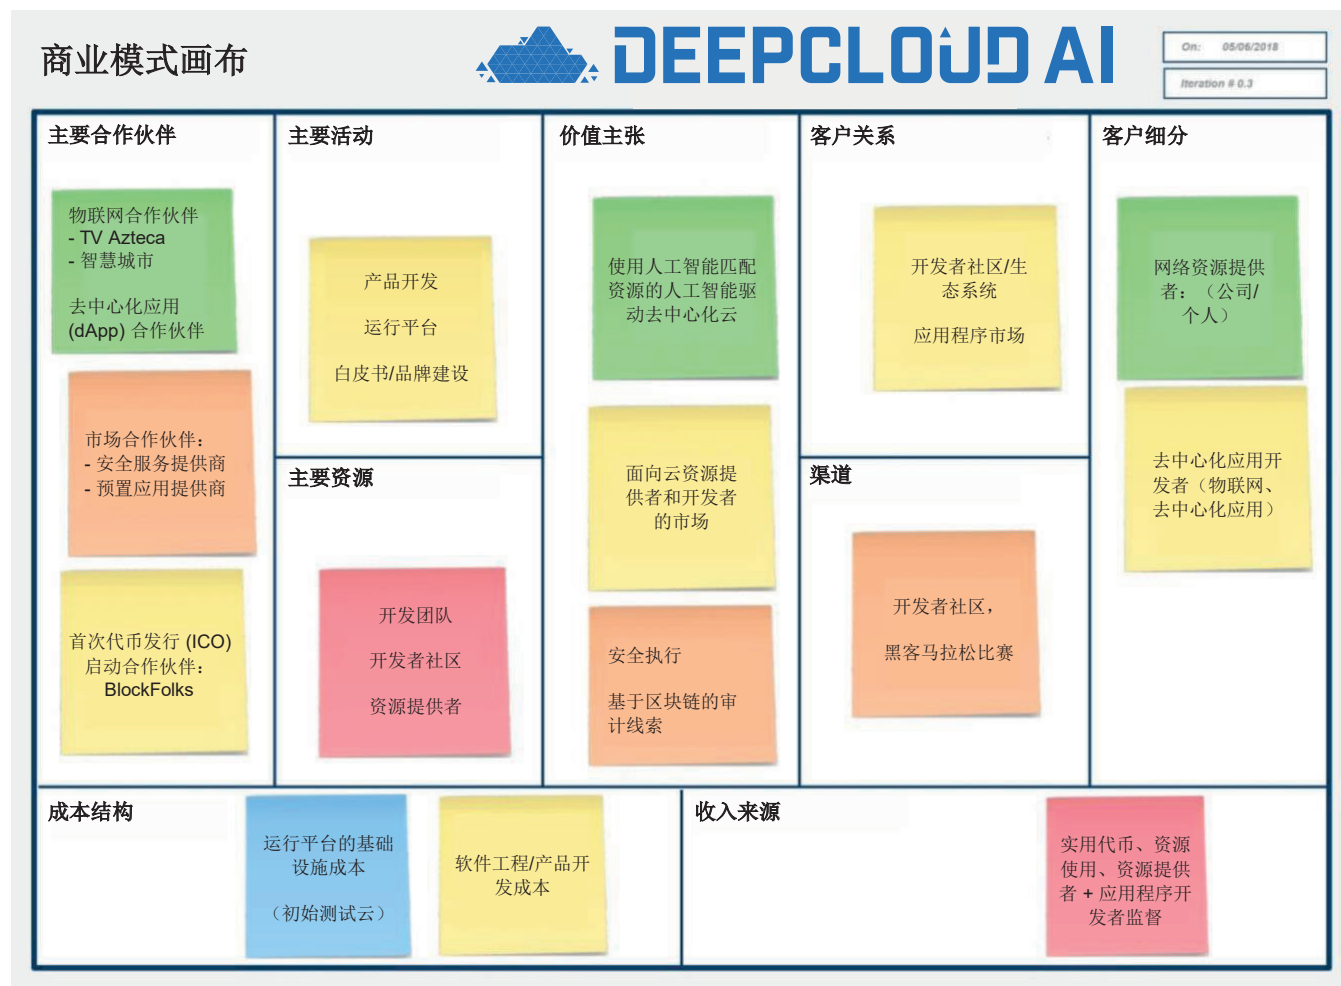 商业模式画布
DEEPCLOUD AI
On: 05/06/2018
Iteration # 0.3
主要合作伙伴
物联网合作伙伴
- TV Azteca
- 智慧城市
去中心化应用
(dApp) 合作伙伴
市场合作伙伴：
- 安全服务提供商
- 预置应用提供商
首次代币发行 (ICO)
启动合作伙伴：
BlockFolks
主要活动
产品开发
运行平台
白皮书/品牌建设
主要资源
开发团队
开发者社区
资源提供者
价值主张
使用人工智能匹配
资源的人工智能驱
动去中心化云
面向云资源提
供者和开发者
的市场
安全执行
基于区块链的审
计线索
客户关系
开发者社区/生
态系统
应用程序市场
渠道
开发者社区，
黑客马拉松比赛
客户细分
网络资源提供
者：（公司/
个人）
去中心化应用开
发者（物联网、
去中心化应用）
成本结构
运行平台的基础
设施成本
（初始测试云）
软件工程/产品开
发成本
收入来源
实用代币、资源
使用、资源提供
者 + 应用程序开
发者监督